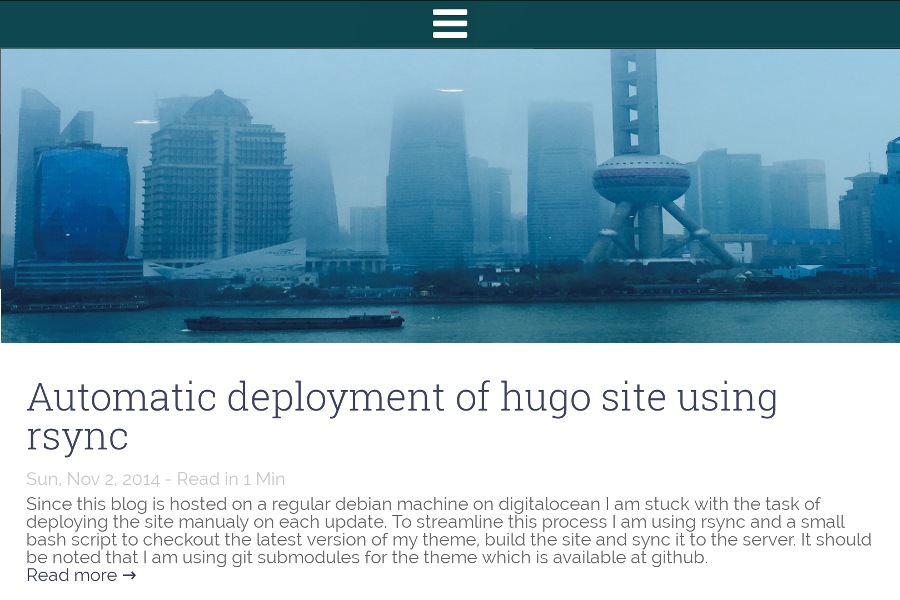 Automatic deployment of hugo site using
rsync
Sun, Nov 2, 2014 - Read in 1 Min
Since this blog is hosted on a regular debian machine on digitalocean I am stuck with the task of
deploying the site manualy on each update. To streamline this process I am using rsync and a small
bash script to checkout the latest version of my theme, build the site and sync it to the server. It should
be noted that I am using git submodules for the theme which is available at github.
Read more →